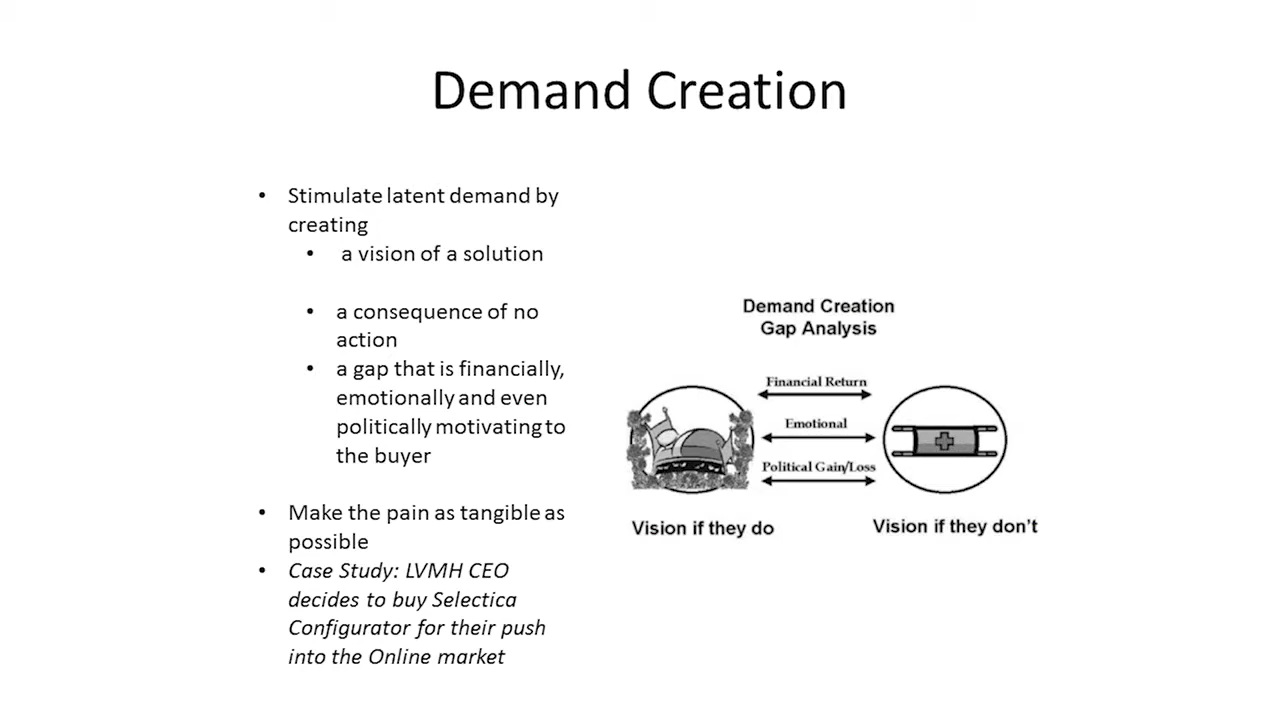 Demand Creation
• Stimulate latent demand by
creating
• a vision of a solution
• a consequence of no
action
• a gap that is financially,
emotionally and even
politically motivating to
the buyer
• Make the pain as tangible as
possible
• Case Study: LVMH CEO
decides to buy Selectica
Configurator for their push
into the Online market
Demand Creation
Gap Analysis
Financial Return
Emotional
Political Gain/Loss
Vision if they do
Vision if they don't